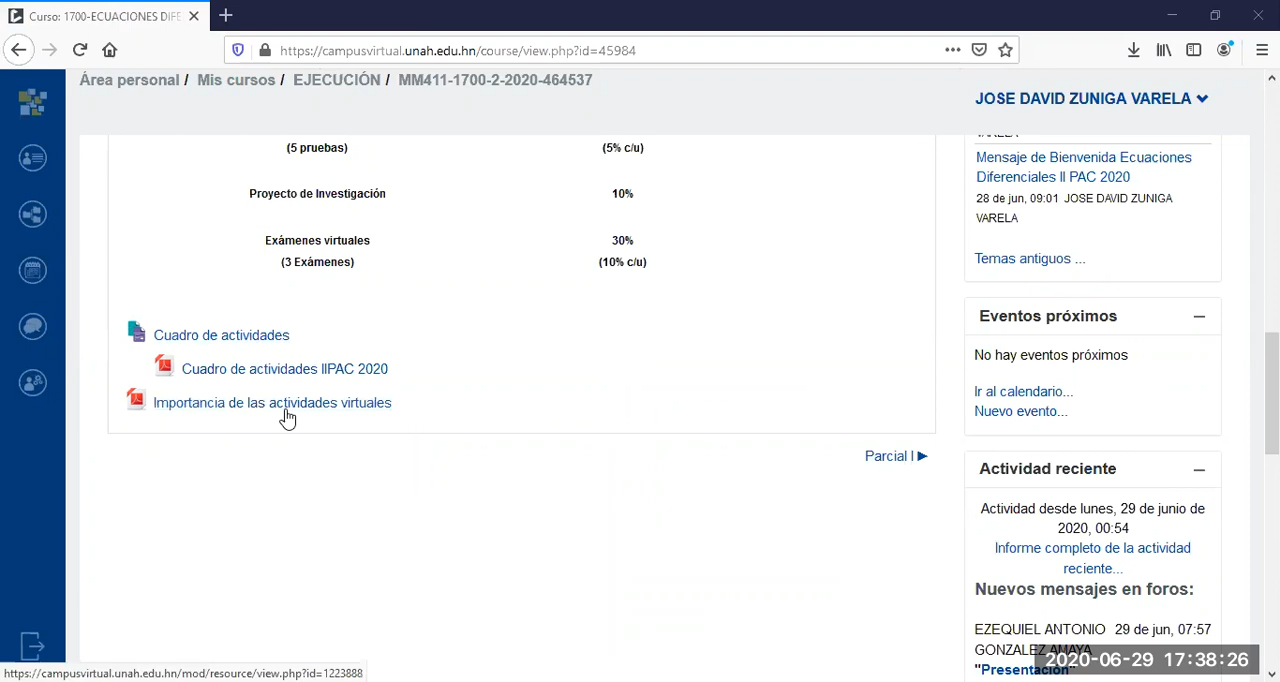 Curso: 1700-ECUACIONES DIFE
https://campusvirtual.unah.edu.hn/course/view.php?id=45984
Área personal / Mis cursos / EJECUCIÓN / MM411-1700-2-2020-464537
JOSE DAVID ZUNIGA VARELA
(5 pruebas) (5% c/u)
Proyecto de Investigación 10%
Exámenes virtuales 30%
(3 Exámenes) (10% c/u)
Cuadro de actividades
Cuadro de actividades IIPAC 2020
Importancia de las actividades virtuales
Parcial I ▶
VARELA
Mensaje de Bienvenida Ecuaciones
Diferenciales II PAC 2020
28 de jun, 09:01 JOSE DAVID ZUNIGA
VARELA
Temas antiguos ...
Eventos próximos
No hay eventos próximos
Ir al calendario...
Nuevo evento...
Actividad reciente
Actividad desde lunes, 29 de junio de
2020, 00:54
Informe completo de la actividad
reciente...
Nuevos mensajes en foros:
EZEQUIEL ANTONIO 29 de jun, 07:57
GONZALEZ AMAYA
"Presentación"
2020-06-29 17:38:26
https://campusvirtual.unah.edu.hn/mod/resource/view.php?id=1223888